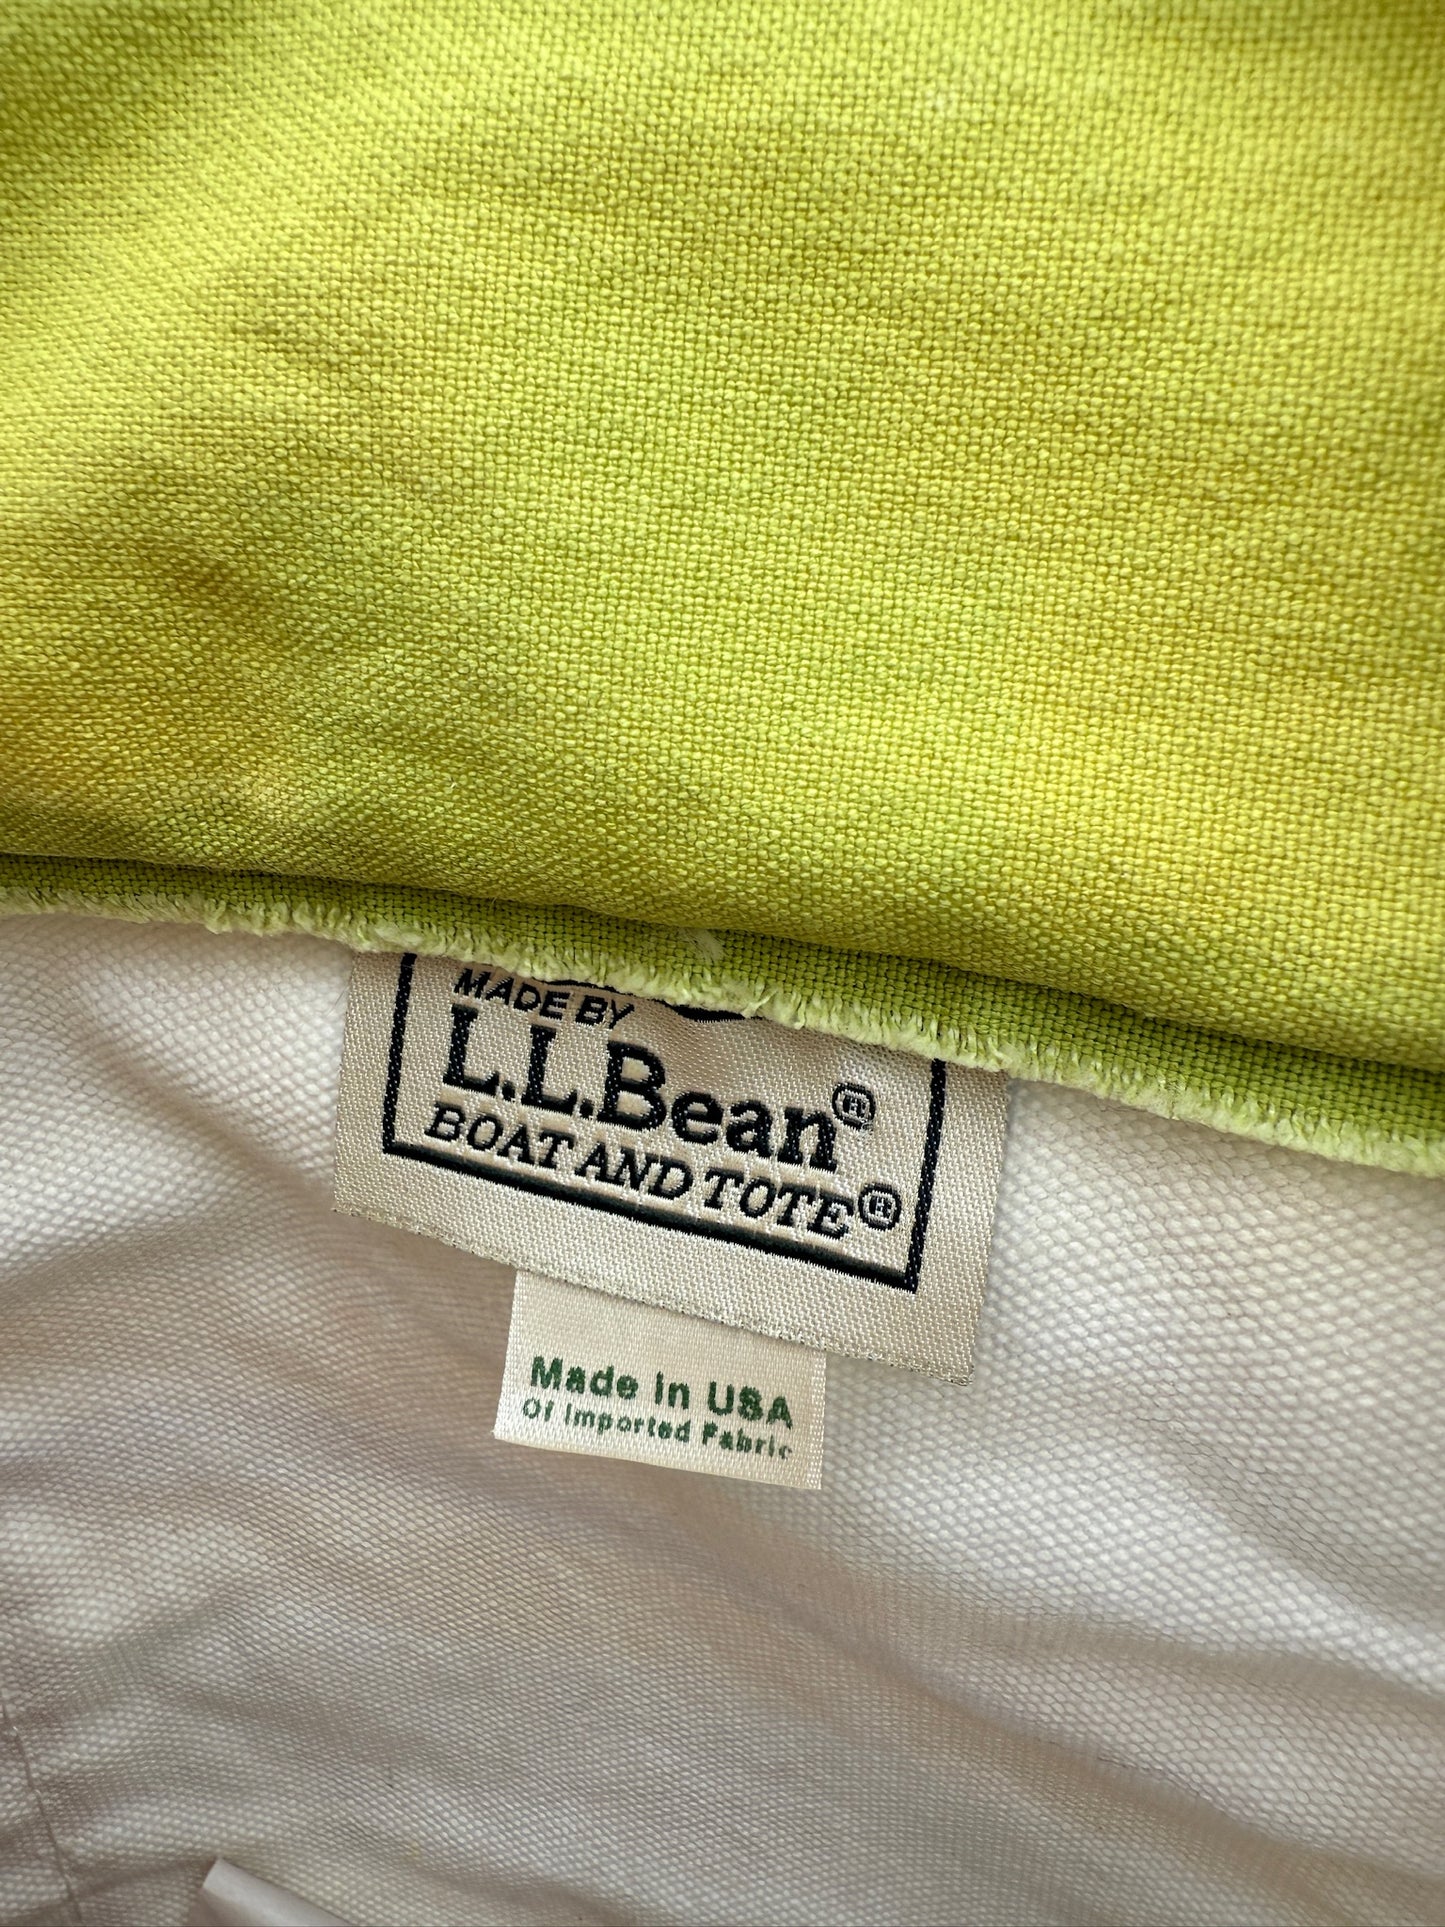 MADE BY
L.L.Bean®
BOAT AND TOTE®
Made in USA
Of Imported Fabric